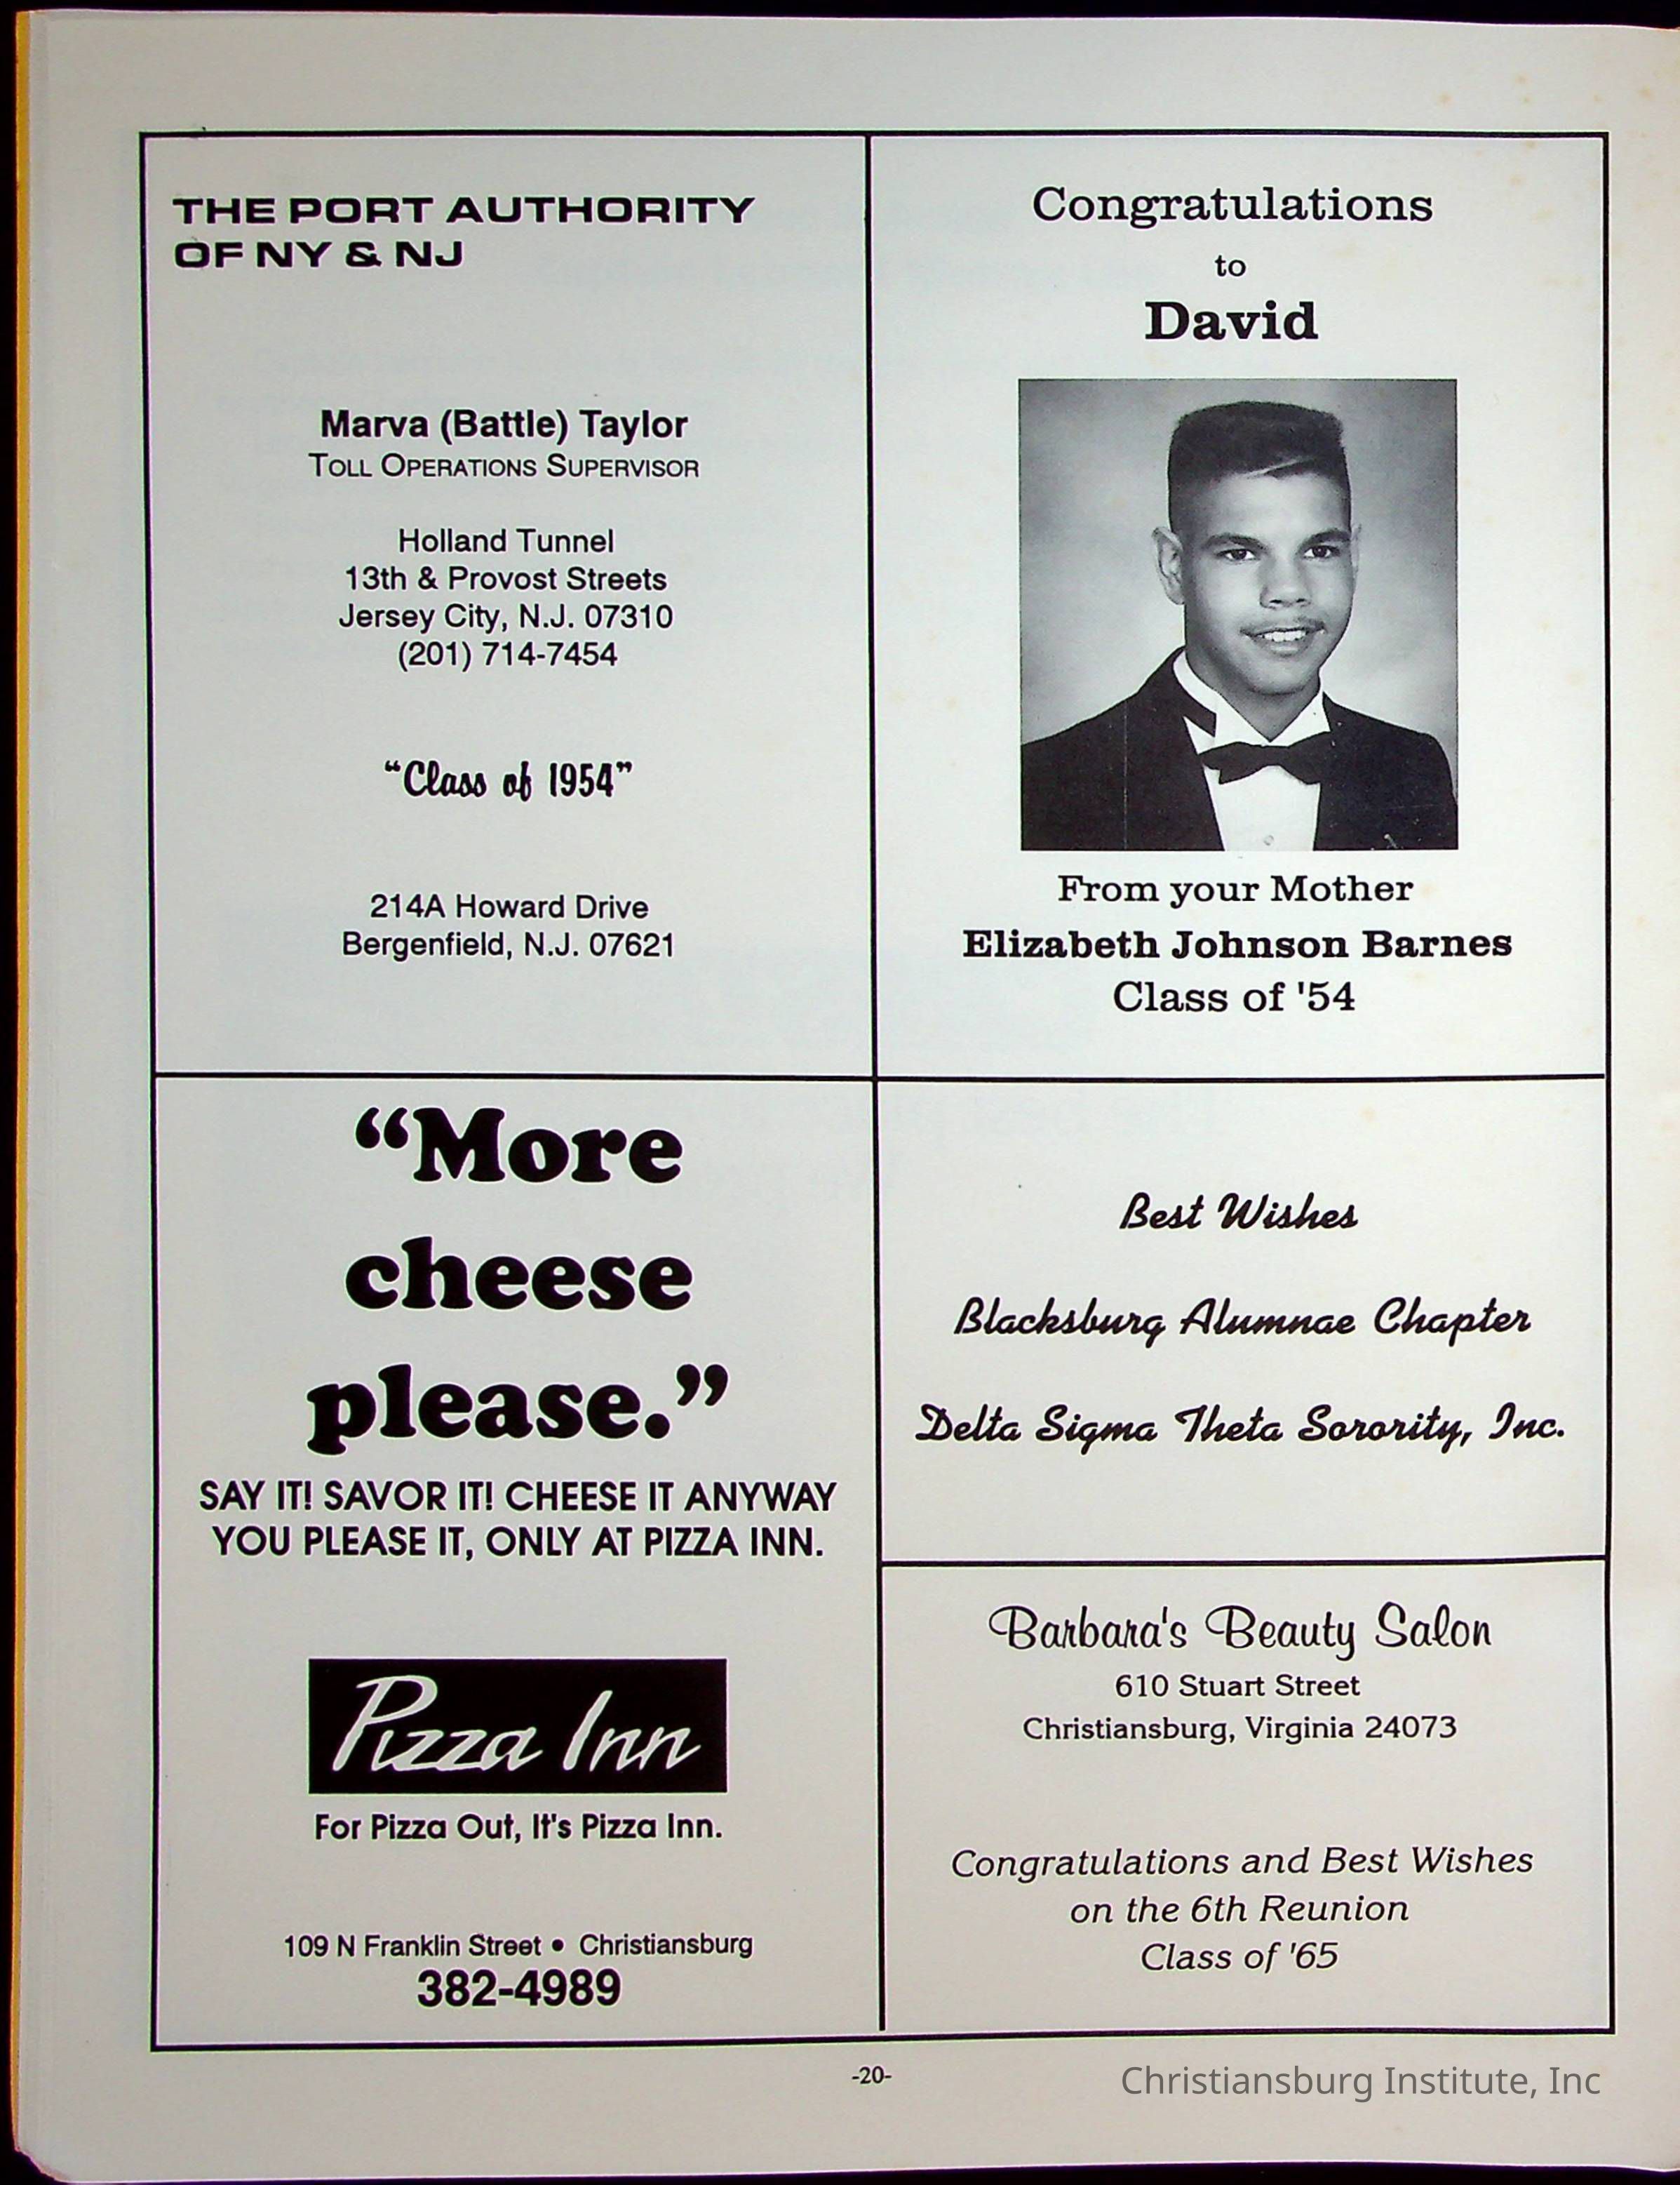 THE PORT AUTHORITY
OF NY & NJ
Marva (Battle) Taylor
TOLL OPERATIONS SUPERVISOR
Holland Tunnel
13th & Provost Streets
Jersey City, N.J. 07310
(201) 714-7454
“Class of 1954”
214A Howard Drive
Bergenfield, N.J. 07621
Congratulations
to
David
From your Mother
Elizabeth Johnson Barnes
Class of '54
“More
cheese
please.”
SAY IT! SAVOR IT! CHEESE IT ANYWAY
YOU PLEASE IT, ONLY AT PIZZA INN.
Pizza Inn
For Pizza Out, It's Pizza Inn.
109 N Franklin Street • Christiansburg
382-4989
Best Wishes
Blacksburg Alumnae Chapter
Delta Sigma Theta Sorority, Inc.
Barbara's Beauty Salon
610 Stuart Street
Christiansburg, Virginia 24073
Congratulations and Best Wishes
on the 6th Reunion
Class of '65
-20-
Christiansburg Institute, Inc